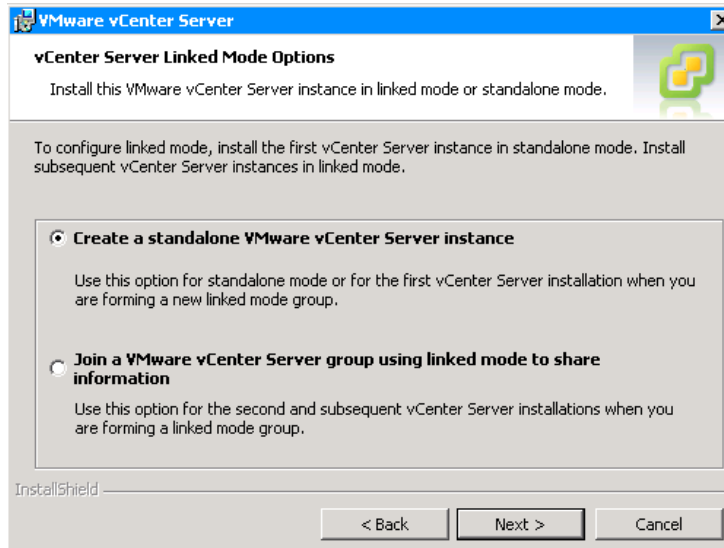 VMware vCenter Server
vCenter Server Linked Mode Options
Install this VMware vCenter Server instance in linked mode or standalone mode.
To configure linked mode, install the first vCenter Server instance in standalone mode. Install
subsequent vCenter Server instances in linked mode.
Create a standalone VMware vCenter Server instance
Use this option for standalone mode or for the first vCenter Server installation when you
are forming a new linked mode group.
Join a VMware vCenter Server group using linked mode to share
information
Use this option for the second and subsequent vCenter Server installations when you
are forming a linked mode group.
InstallShield
< Back
Next >
Cancel